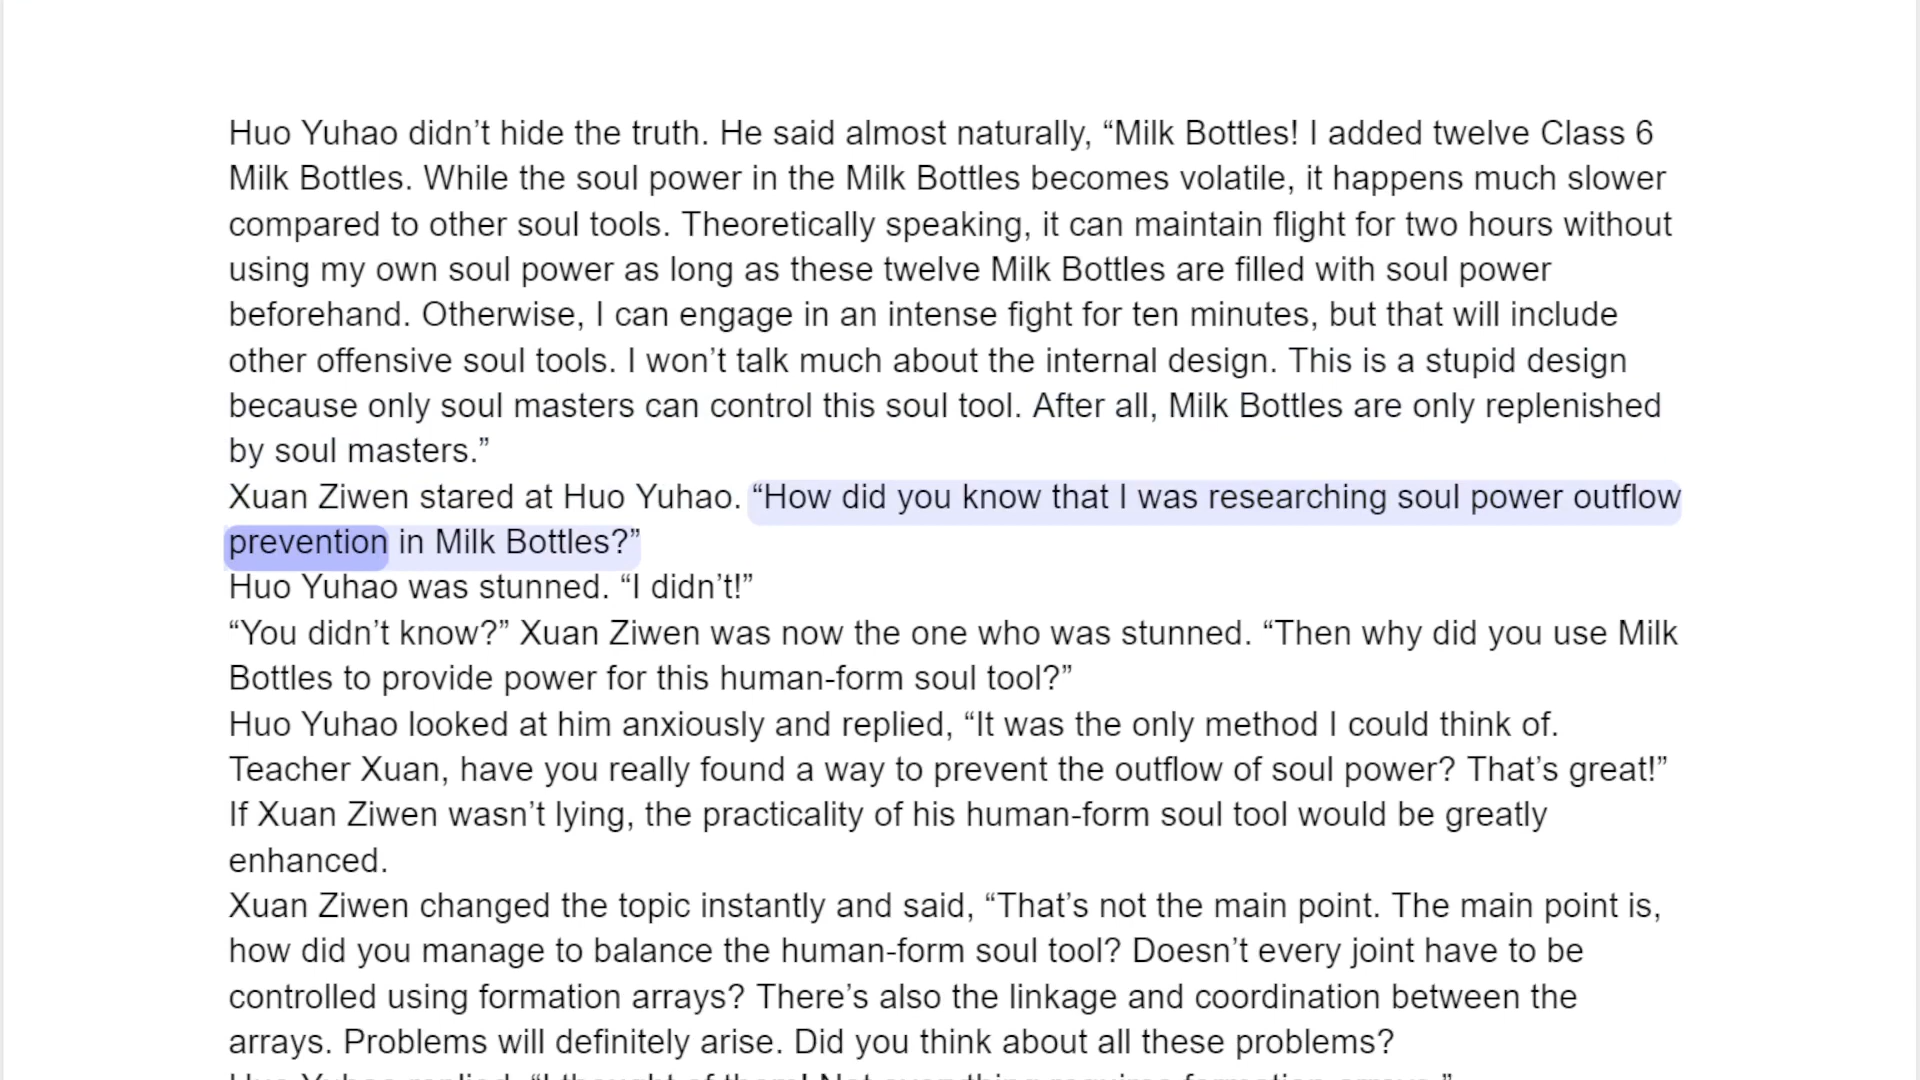 Huo Yuhao didn’t hide the truth. He said almost naturally, “Milk Bottles! I added twelve Class 6
Milk Bottles. While the soul power in the Milk Bottles becomes volatile, it happens much slower
compared to other soul tools. Theoretically speaking, it can maintain flight for two hours without
using my own soul power as long as these twelve Milk Bottles are filled with soul power
beforehand. Otherwise, I can engage in an intense fight for ten minutes, but that will include
other offensive soul tools. I won’t talk much about the internal design. This is a stupid design
because only soul masters can control this soul tool. After all, Milk Bottles are only replenished
by soul masters.”
Xuan Ziwen stared at Huo Yuhao. “How did you know that I was researching soul power outflow
prevention in Milk Bottles?”
Huo Yuhao was stunned. “I didn’t!”
“You didn’t know?” Xuan Ziwen was now the one who was stunned. “Then why did you use Milk
Bottles to provide power for this human-form soul tool?”
Huo Yuhao looked at him anxiously and replied, “It was the only method I could think of.
Teacher Xuan, have you really found a way to prevent the outflow of soul power? That’s great!”
If Xuan Ziwen wasn’t lying, the practicality of his human-form soul tool would be greatly
enhanced.
Xuan Ziwen changed the topic instantly and said, “That’s not the main point. The main point is,
how did you manage to balance the human-form soul tool? Doesn’t every joint have to be
controlled using formation arrays? There’s also the linkage and coordination between the
arrays. Problems will definitely arise. Did you think about all these problems?
Huo Yuhao replied, “I thought of them! Not everything requires formation arrays.”